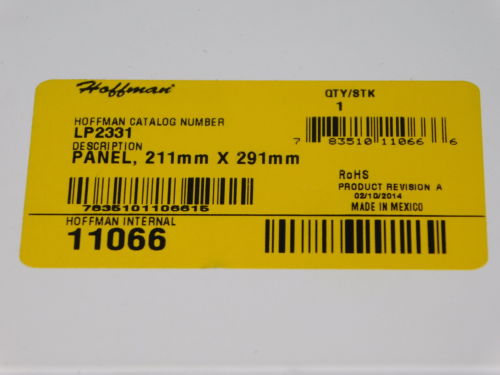 Hoffman
QTY/STK
1
HOFFMAN CATALOG NUMBER
LP2331
DESCRIPTION
PANEL, 211mm X 291mm
7 83510 11066 6
RoHS
PRODUCT REVISION A
02/10/2014
MADE IN MEXICO
7835101106615
HOFFMAN INTERNAL
11066